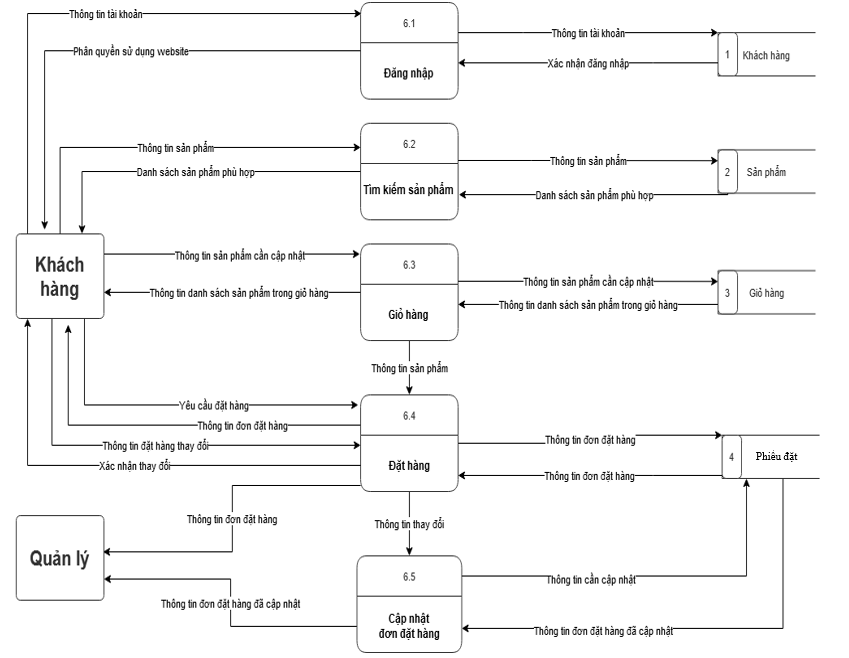 Thông tin tài khoản
6.1
Thông tin tài khoản
Phân quyền sử dụng website
Đăng nhập
Xác nhận đăng nhập
1
Khách hàng
Thông tin sản phẩm
6.2
Thông tin sản phẩm
Danh sách sản phẩm phù hợp
Tìm kiếm sản phẩm
Danh sách sản phẩm phù hợp
2
Sản phẩm
Khách
hàng
Thông tin sản phẩm cần cập nhật
6.3
Thông tin sản phẩm cần cập nhật
Thông tin danh sách sản phẩm trong giỏ hàng
Giỏ hàng
Thông tin danh sách sản phẩm trong giỏ hàng
3
Giỏ hàng
Thông tin sản phẩm
Yêu cầu đặt hàng
6.4
Thông tin đơn đặt hàng
Thông tin đặt hàng thay đổi
Xác nhận thay đổi
Đặt hàng
Thông tin đơn đặt hàng
Thông tin đơn đặt hàng
4
Phiếu đặt
Thông tin đơn đặt hàng
Thông tin thay đổi
Quản lý
6.5
Thông tin cần cập nhật
Thông tin đơn đặt hàng đã cập nhật
Cập nhật
đơn đặt hàng
Thông tin đơn đặt hàng đã cập nhật